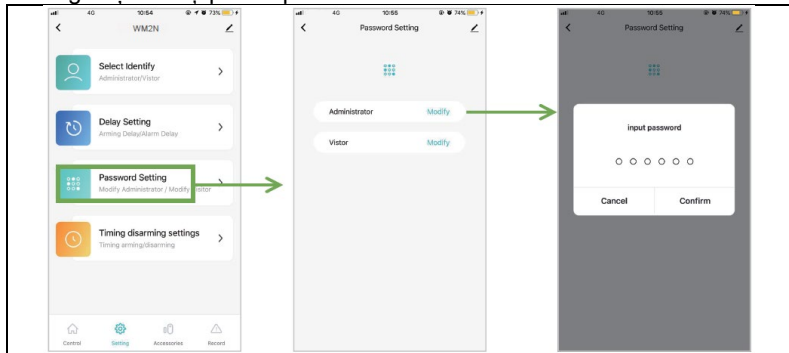 4G 10:54 73%
WM2N
Select Identify
Administrator/Vistor
Delay Setting
Arming Delay/Alarm Delay
Password Setting
Modify Administrator / Modify
Timing disarming settings
Timing arming/disarming
Control Setting Accessories Record
4G 10:55 74%
Password Setting
Administrator Modify
Vistor Modify
4G 10:55 74%
Password Setting
input password
Cancel Confirm